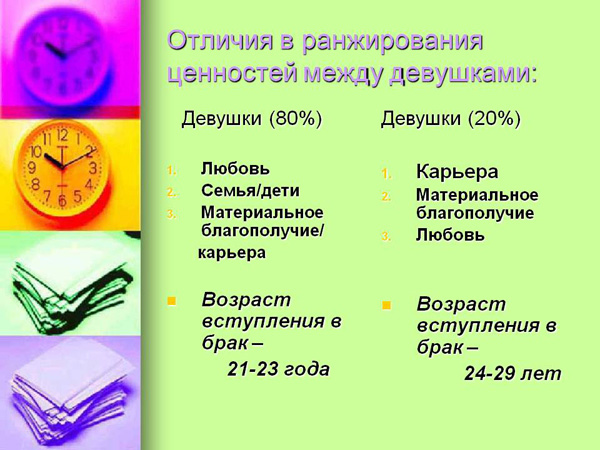 Отличия в ранжирования
ценностей между девушками:
Девушки (80%)
1. Любовь
2. Семья/дети
3. Материальное
благополучие/
карьера
Возраст
вступления в
брак –
21-23 года
Девушки (20%)
1. Карьера
2. Материальное
благополучие
3. Любовь
Возраст
вступления в
брак –
24-29 лет